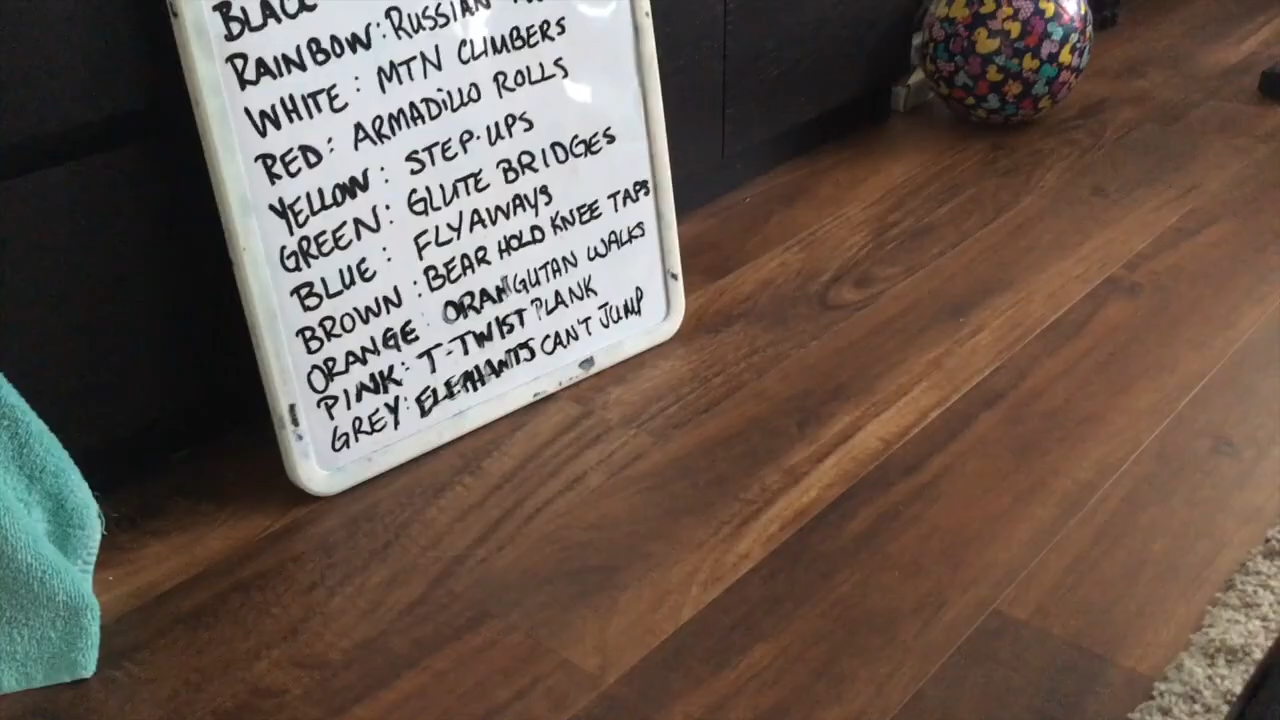 BLACK
RAINBOW: RUSSIAN
WHITE: MTN CLIMBERS
RED: ARMADILLO ROLLS
YELLOW: STEP-UPS
GREEN: GLUTE BRIDGES
BLUE: FLYAWAYS
BROWN: BEAR HOLD KNEE TAPS
ORANGE: ORANGUTAN WALKS
PINK: T-TWIST PLANK
GREY: ELEPHANTS CAN'T JUMP